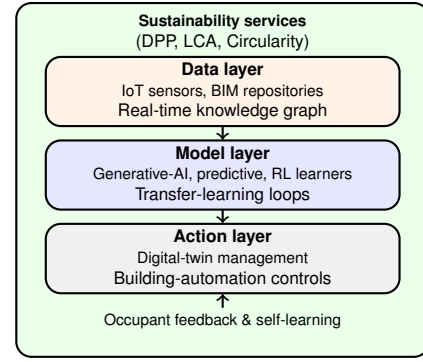 Sustainability services
(DPP, LCA, Circularity)
Data layer
IoT sensors, BIM repositories
Real-time knowledge graph
Model layer
Generative-AI, predictive, RL learners
Transfer-learning loops
Action layer
Digital-twin management
Building-automation controls
Occupant feedback & self-learning